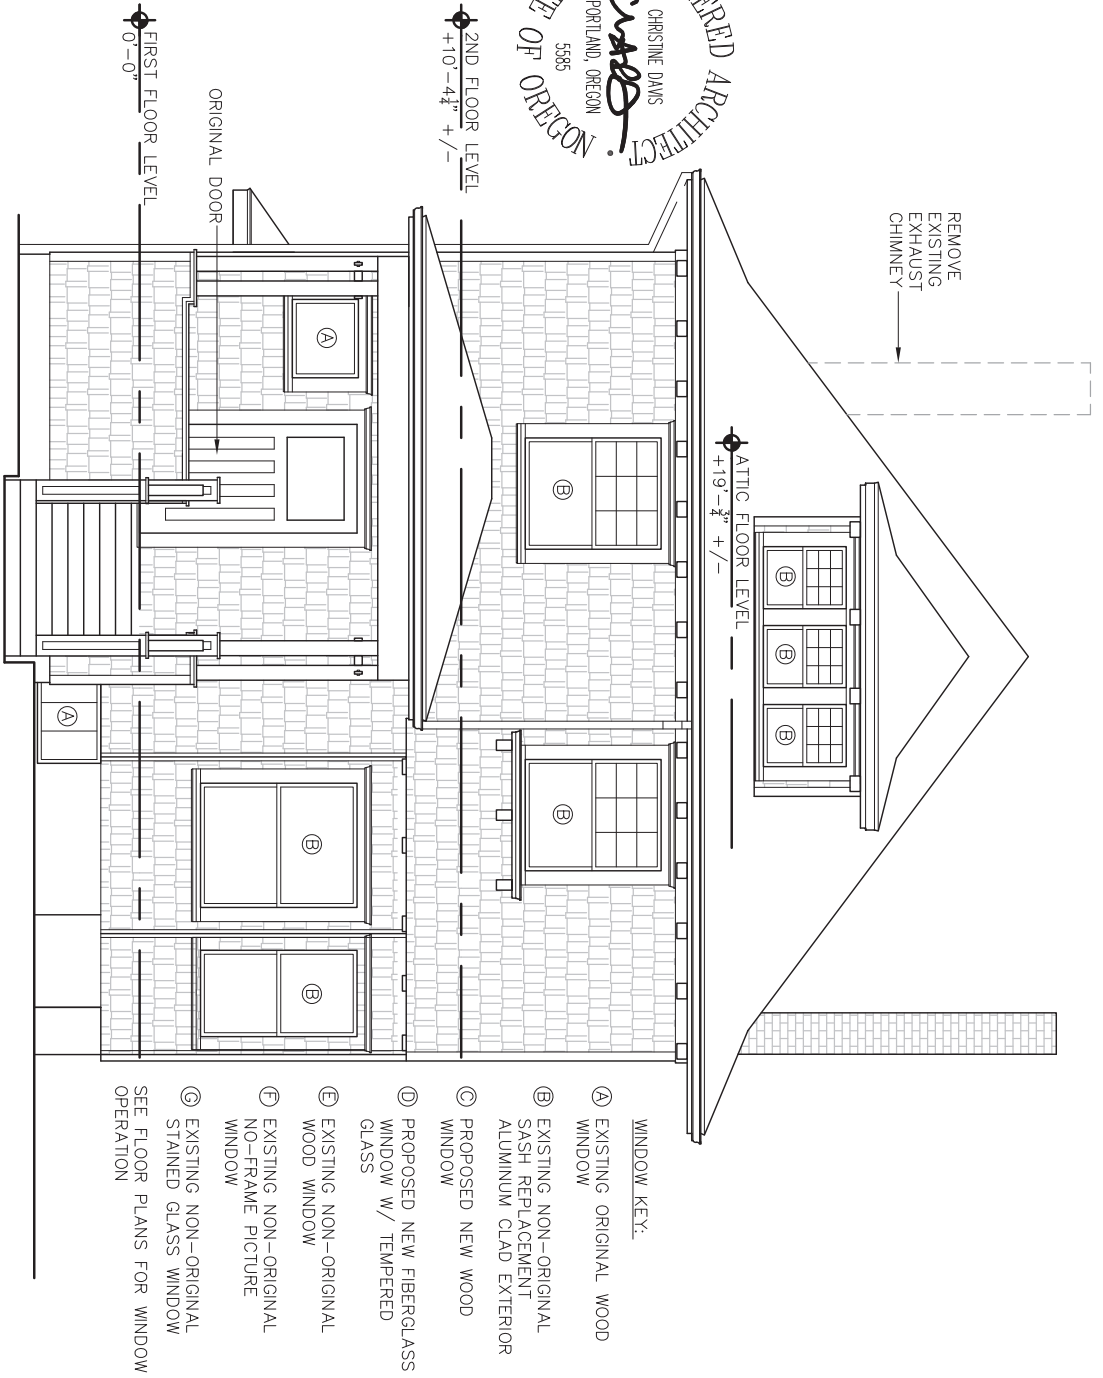 REMOVE
EXISTING
EXHAUST
CHIMNEY
ERED ARCHITECT
CHRISTINE DAVIS
PORTLAND, OREGON
5585
E OF OREGON
ATTIC FLOOR LEVEL
+19'-¾" +/-
2ND FLOOR LEVEL
+10'-4½" +/-
ORIGINAL DOOR
FIRST FLOOR LEVEL
0'-0"
B
B
B
B
B
A
B
B
A
WINDOW KEY:
A EXISTING ORIGINAL WOOD
WINDOW
B EXISTING NON-ORIGINAL
SASH REPLACEMENT
ALUMINUM CLAD EXTERIOR
C PROPOSED NEW WOOD
WINDOW
D PROPOSED NEW FIBERGLASS
WINDOW W/ TEMPERED
GLASS
E EXISTING NON-ORIGINAL
WOOD WINDOW
F EXISTING NON-ORIGINAL
NO-FRAME PICTURE
WINDOW
G EXISTING NON-ORIGINAL
STAINED GLASS WINDOW
SEE FLOOR PLANS FOR WINDOW
OPERATION